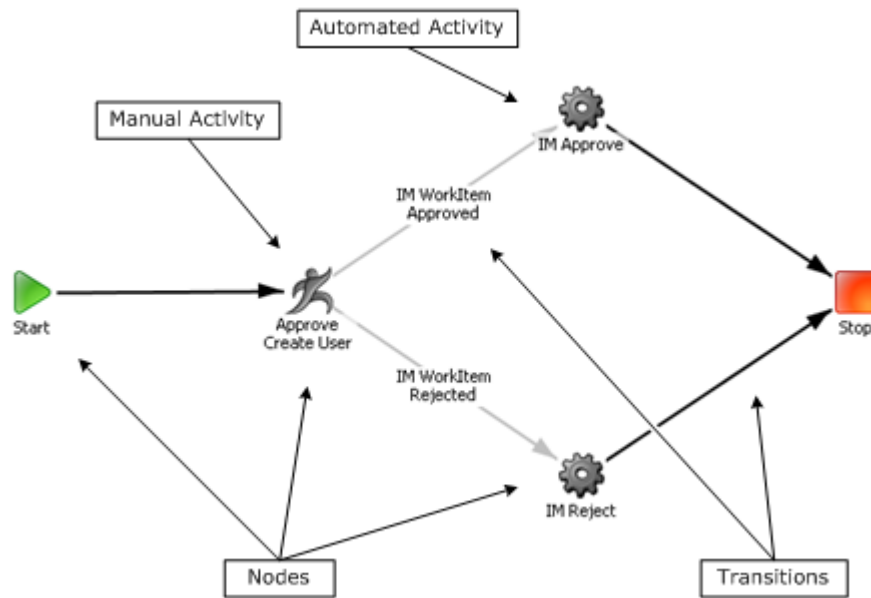 Automated Activity
Manual Activity
IM Approve
IM WorkItem
Approved
Start
Approve
Create User
Stop
IM WorkItem
Rejected
IM Reject
Nodes
Transitions